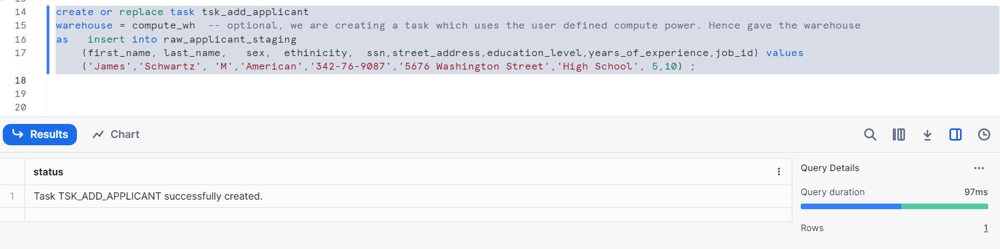 14 create or replace task tsk_add_applicant
15 warehouse = compute_wh  -- optional, we are creating a task which uses the user defined compute power. Hence gave the warehouse
16 as   insert into raw_applicant_staging
17     (first_name, last_name,   sex,  ethinicity,  ssn,street_address,education_level,years_of_experience,job_id) values
    ('James','Schwartz', 'M','American','342-76-9087','5676 Washington Street','High School', 5,10) ;
18
19
20
Results Chart
status
1 Task TSK_ADD_APPLICANT successfully created.
Query Details ...
Query duration 97ms
Rows 1